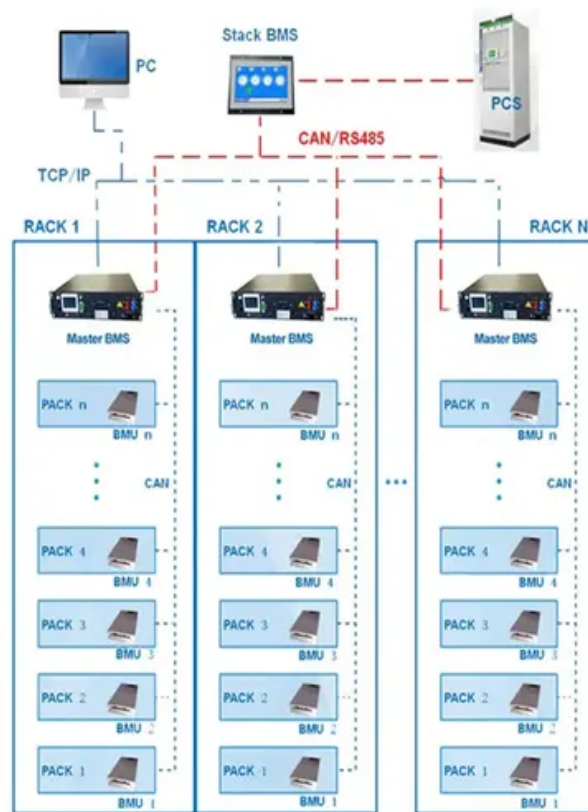 Stack BMS
PC
PCS
CAN/RS485
TCP/IP
RACK 1
RACK 2
RACK N
Master BMS
Master BMS
Master BMS
PACK n
BMU n
PACK n
BMU n
PACK n
BMU n
CAN
CAN
CAN
PACK 4
BMU 4
PACK 4
BMU 4
PACK 4
BMU 4
PACK 3
BMU 3
PACK 3
BMU 3
PACK 3
BMU 3
PACK 2
BMU 2
PACK 2
BMU 2
PACK 2
BMU 2
PACK 1
BMU 1
PACK 1
BMU 1
PACK 1
BMU 1